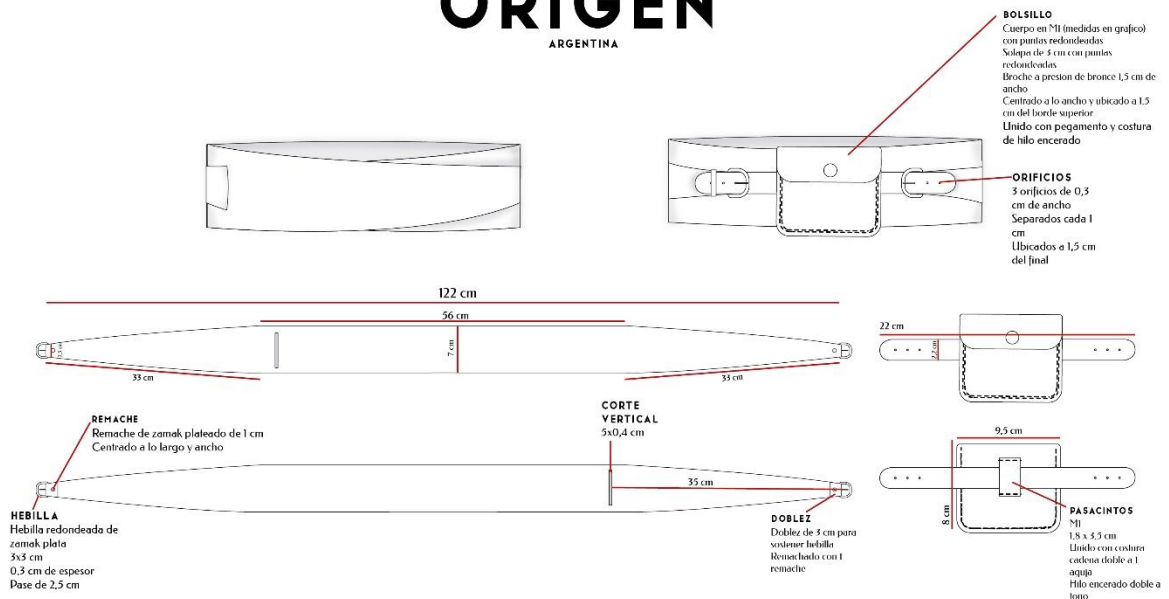 ORIGEN
ARGENTINA
BOLSILLO
Cuerpo en M1 (medidas en grafico)
con puntas redondeadas
Solapa de 3 cm con puntas
redondeadas
Broche a presion de bronce 1,5 cm de
ancho
Centrado a lo ancho y ubicado a 1,5
cm del borde superior
Unido con pegamento y costura
de hilo encerado
ORIFICIOS
3 orificios de 0,3
cm de ancho
Separados cada 1
cm
Ubicados a 1,5 cm
del final
122 cm
56 cm
7 cm
33 cm
33 cm
22 cm
2,2 cm
REMACHE
Remache de zamak plateado de 1 cm
Centrado a lo largo y ancho
CORTE
VERTICAL
5x0,4 cm
35 cm
9,5 cm
8 cm
HEBILLA
Hebilla redondeada de
zamak plata
3x3 cm
0,3 cm de espesor
Pase de 2,5 cm
DOBLEZ
Doblez de 3 cm para
sostener hebilla
Remachado con 1
remache
PASACINTOS
M1
1,8 x 3,5 cm
Unido con costura
cadena doble a 1
aguja
Hilo encerado doble a
tono